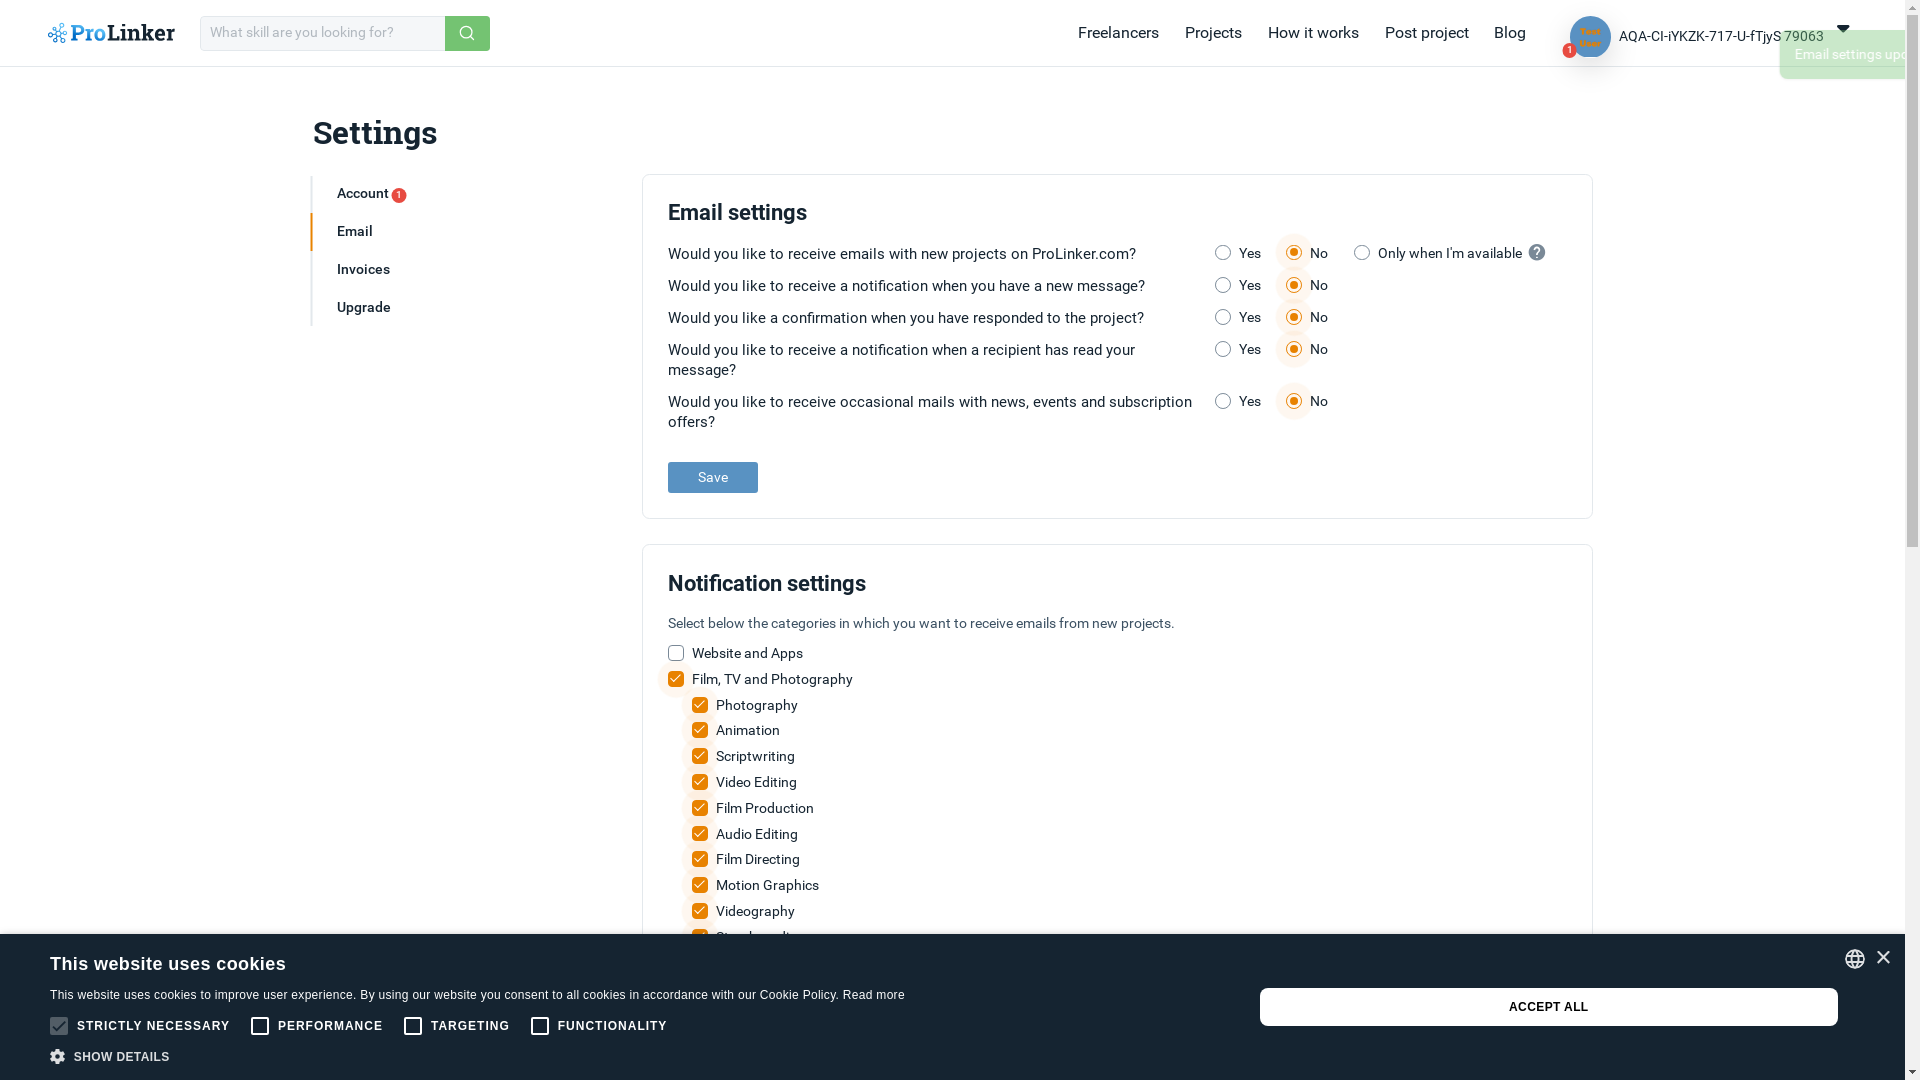 ProLinker
What skill are you looking for?
Freelancers
Projects
How it works
Post project
Blog
1
AQA-CI-iYKZK-717-U-fTjyS 79063
Email settings upd
Settings
Account 1
Email
Invoices
Upgrade
Email settings
Would you like to receive emails with new projects on ProLinker.com?
Yes
No
Only when I'm available
?
Would you like to receive a notification when you have a new message?
Yes
No
Would you like a confirmation when you have responded to the project?
Yes
No
Would you like to receive a notification when a recipient has read your
message?
Yes
No
Would you like to receive occasional mails with news, events and subscription
offers?
Yes
No
Save
Notification settings
Select below the categories in which you want to receive emails from new projects.
Website and Apps
Film, TV and Photography
Photography
Animation
Scriptwriting
Video Editing
Film Production
Audio Editing
Film Directing
Motion Graphics
Videography
This website uses cookies
This website uses cookies to improve user experience. By using our website you consent to all cookies in accordance with our Cookie Policy. Read more
STRICTLY NECESSARY
PERFORMANCE
TARGETING
FUNCTIONALITY
SHOW DETAILS
ACCEPT ALL